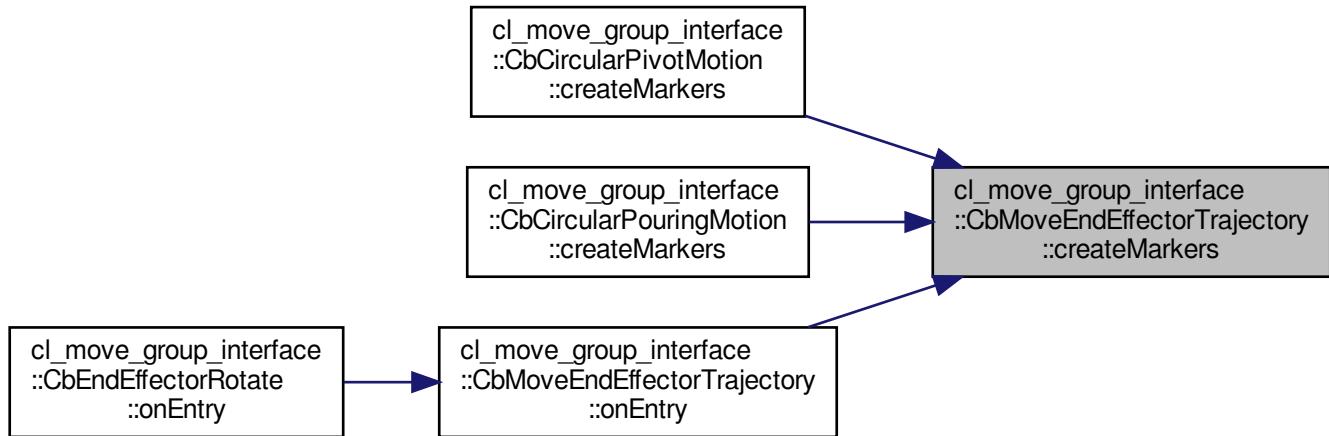 cl_move_group_interface
::CbCircularPivotMotion
::createMarkers
cl_move_group_interface
::CbCircularPouringMotion
::createMarkers
cl_move_group_interface
::CbMoveEndEffectorTrajectory
::createMarkers
cl_move_group_interface
::CbEndEffectorRotate
::onEntry
cl_move_group_interface
::CbMoveEndEffectorTrajectory
::onEntry